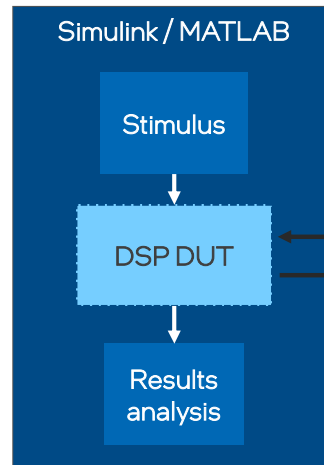 Simulink / MATLAB
Stimulus
DSP DUT
Results
analysis